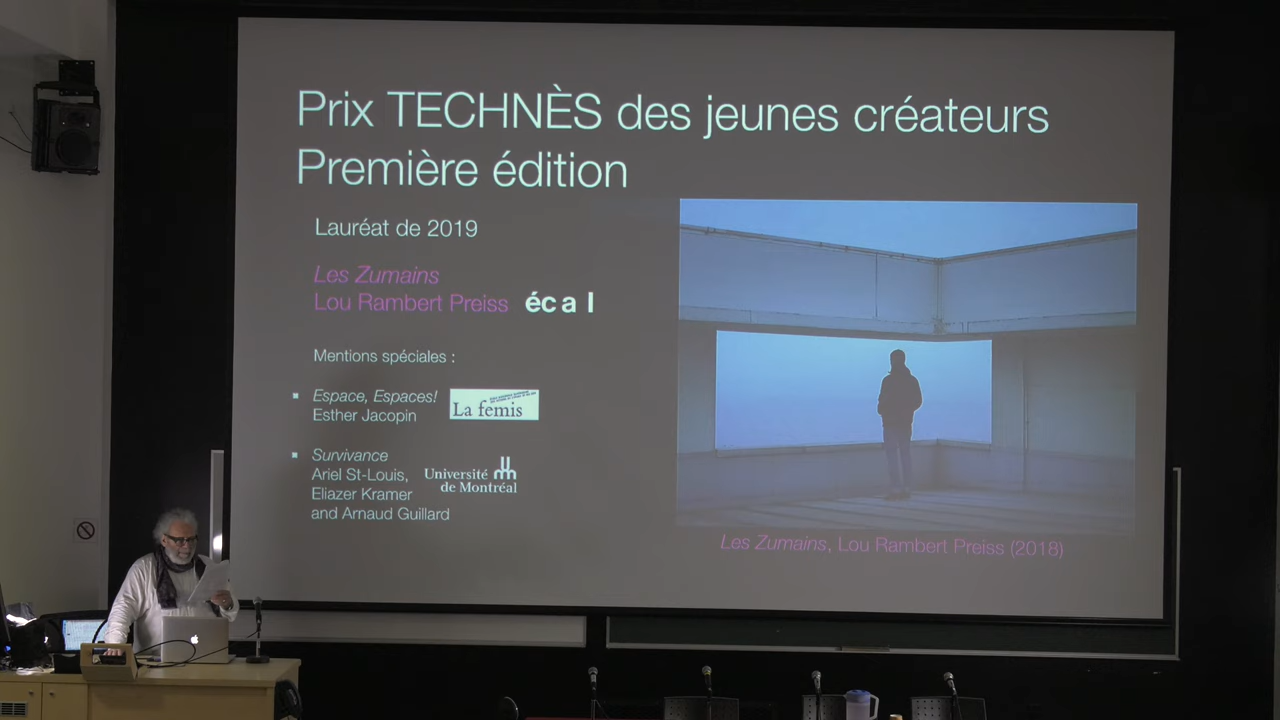 Prix TECHNÈS des jeunes créateurs
Première édition
Lauréat de 2019
Les Zumains
Lou Rambert Preiss
écal
Mentions spéciales :
Espace, Espaces!
Esther Jacopin
La femis
Survivance
Ariel St-Louis,
Eliazer Kramer
and Arnaud Guillard
Université
de Montréal
Les Zumains, Lou Rambert Preiss (2018)